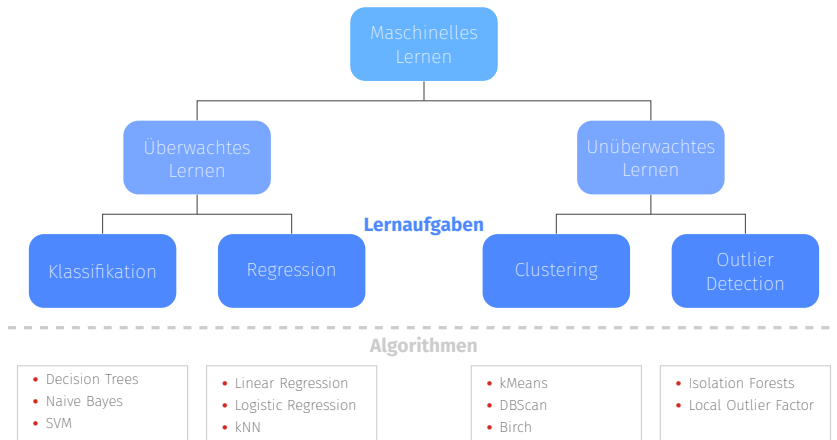 Maschinelles
Lernen
Überwachtes
Lernen
Unüberwachtes
Lernen
Lernaufgaben
Klassifikation
Regression
Clustering
Outlier
Detection
Algorithmen
• Decision Trees
• Naive Bayes
• SVM
• Linear Regression
• Logistic Regression
• kNN
• kMeans
• DBScan
• Birch
• Isolation Forests
• Local Outlier Factor